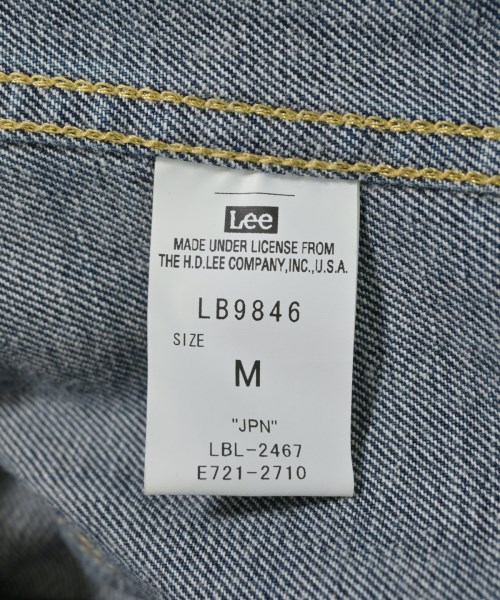 Lee
MADE UNDER LICENSE FROM
THE H.D.LEE COMPANY,INC.,U.S.A.
LB9846
SIZE
M
"JPN"
LBL-2467
E721-2710